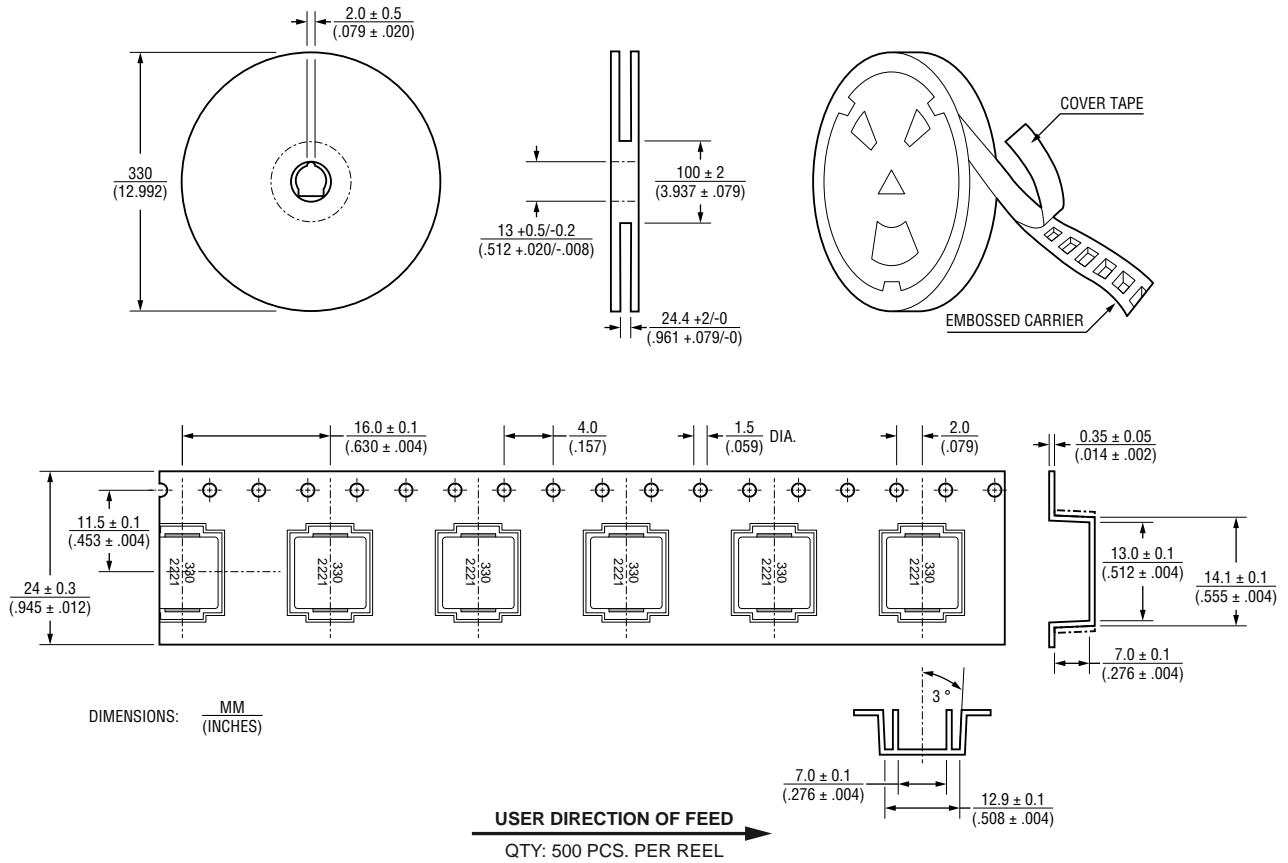 2.0 ± 0.5
(.079 ± .020)
330
(12.992)
100 ± 2
(3.937 ± .079)
13 +0.5/-0.2
(.512 +.020/-.008)
24.4 +2/-0
(.961 +.079/-0)
COVER TAPE
EMBOSSED CARRIER
16.0 ± 0.1
(.630 ± .004)
4.0
(.157)
1.5
(.059)
DIA.
2.0
(.079)
0.35 ± 0.05
(.014 ± .002)
11.5 ± 0.1
(.453 ± .004)
24 ± 0.3
(.945 ± .012)
330
2221
330
2221
330
2221
330
2221
330
2221
330
2221
13.0 ± 0.1
(.512 ± .004)
14.1 ± 0.1
(.555 ± .004)
7.0 ± 0.1
(.276 ± .004)
DIMENSIONS:
MM
(INCHES)
3 °
7.0 ± 0.1
(.276 ± .004)
12.9 ± 0.1
(.508 ± .004)
USER DIRECTION OF FEED
QTY: 500 PCS. PER REEL